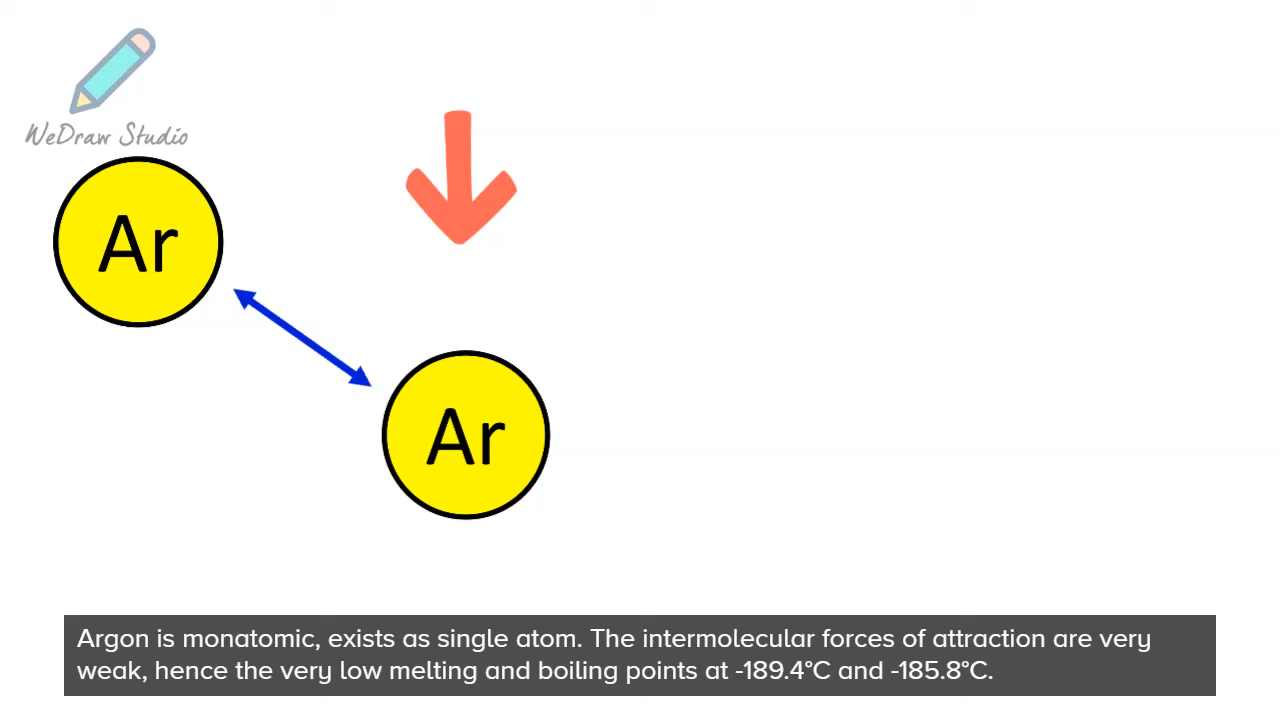 WeDraw Studio
Ar
Ar
Argon is monatomic, exists as single atom. The intermolecular forces of attraction are very
weak, hence the very low melting and boiling points at -189.4°C and -185.8°C.